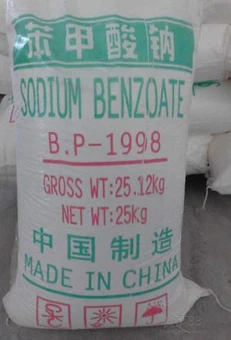 苯甲酸钠
SODIUM BENZOATE
B.P-1998
GROSS WT:25.12kg
NET WT:25kg
中国制造
MADE IN CHINA